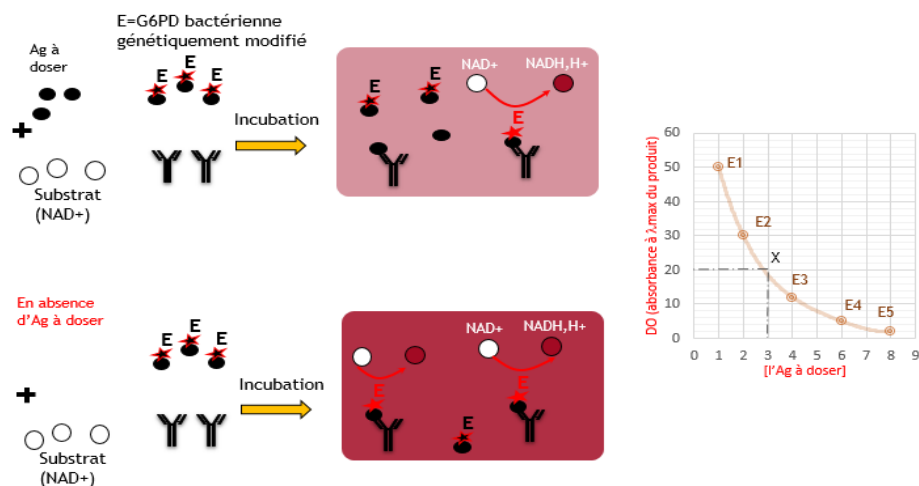 E=G6PD bactérienne
génétiquement modifié
Ag à
doser
E
E
E
+
Substrat
(NAD+)
Incubation
E
E
NAD+
NADH,H+
E
En absence
d'Ag à doser
E
E
E
+
Substrat
(NAD+)
Incubation
NAD+
NADH,H+
E
E
E
DO (absorbance à λ.max du produit)
60
50
40
30
20
10
0
E1
E2
X
E3
E4
E5
0 1 2 3 4 5 6 7 8 9
[l'Ag à doser]